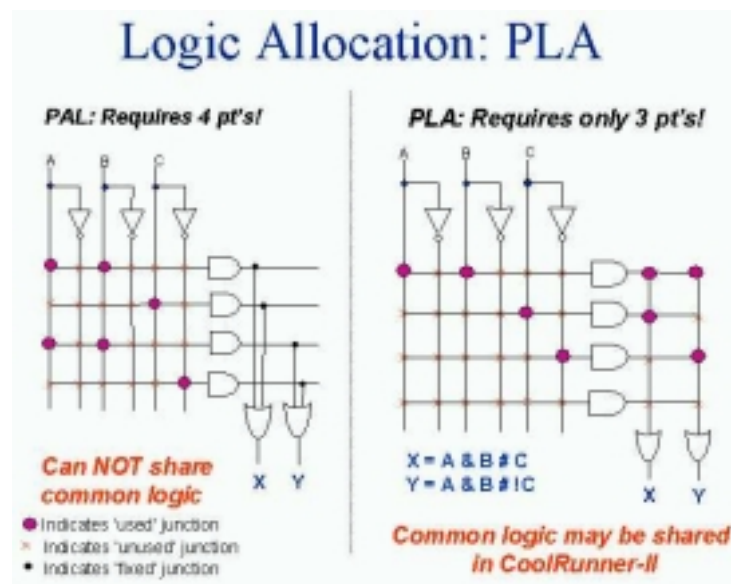 Logic Allocation: PLA
PAL: Requires 4 pt's!
A B C
X Y
Can NOT share
common logic
Indicates 'used' junction
Indicates 'unused' junction
Indicates 'fixed' junction
PLA: Requires only 3 pt's!
A B C
X = A & B # C
Y = A & B # !C
X Y
Common logic may be shared
in CoolRunner-II